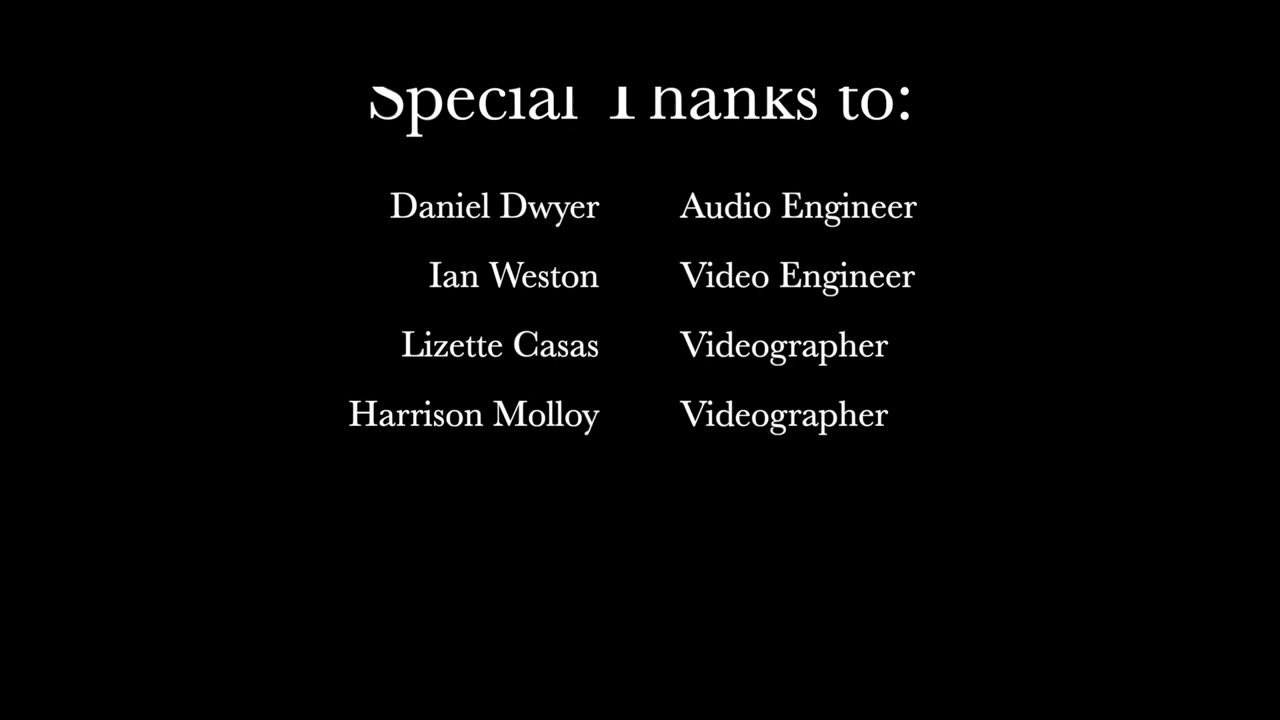 Special Thanks to:
Daniel Dwyer Audio Engineer
Ian Weston Video Engineer
Lizette Casas Videographer
Harrison Molloy Videographer